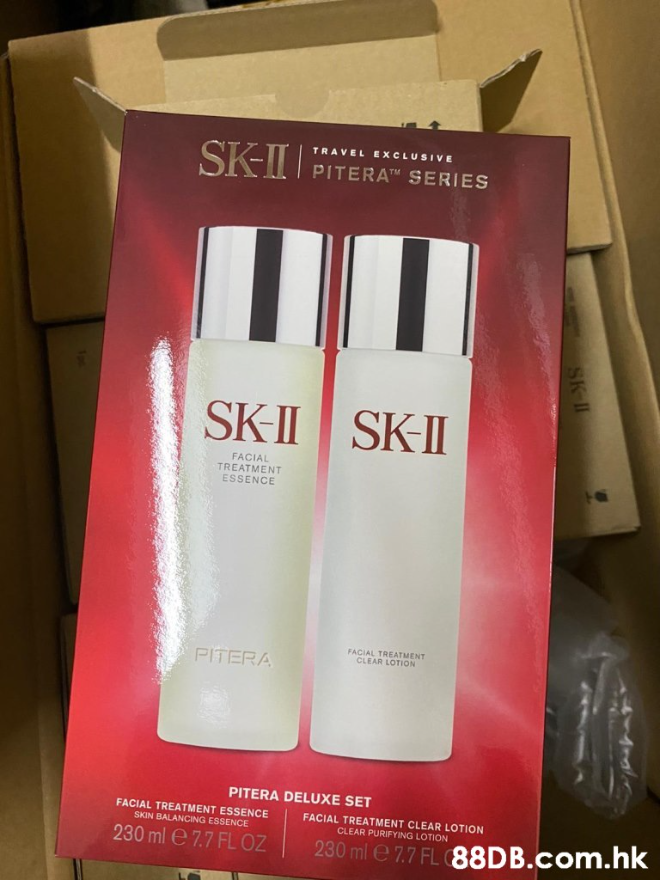 SK-II
TRAVEL EXCLUSIVE
PITERA™ SERIES
SK-II
FACIAL
TREATMENT
ESSENCE
PITERA
SK-II
FACIAL TREATMENT
CLEAR LOTION
SK-II
PITERA DELUXE SET
FACIAL TREATMENT ESSENCE
SKIN BALANCING ESSENCE
230 ml ℮ 7.7 FL OZ
FACIAL TREATMENT CLEAR LOTION
CLEAR PURIFYING LOTION
230 ml ℮ 7.7 FL
88DB.com.hk